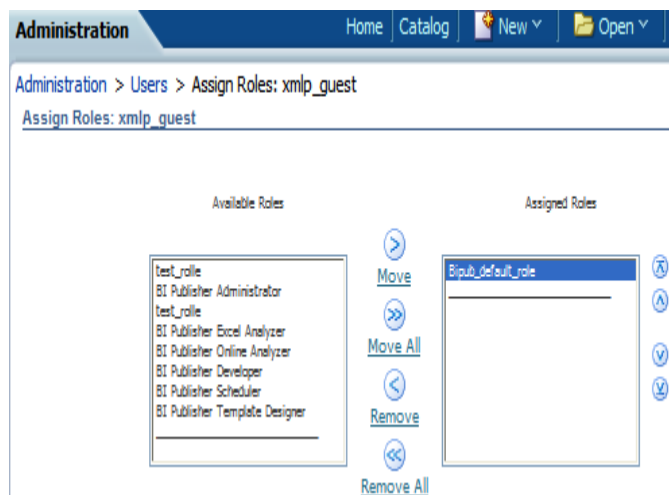 Administration
Home
Catalog
New
Open
Administration > Users > Assign Roles: xmlp_guest
Assign Roles: xmlp_guest
Available Roles
test_rolle
BI Publisher Administrator
test_rolle
BI Publisher Excel Analyzer
BI Publisher Online Analyzer
BI Publisher Developer
BI Publisher Scheduler
BI Publisher Template Designer
Move
Move All
Remove
Remove All
Assigned Roles
Bipub_default_role